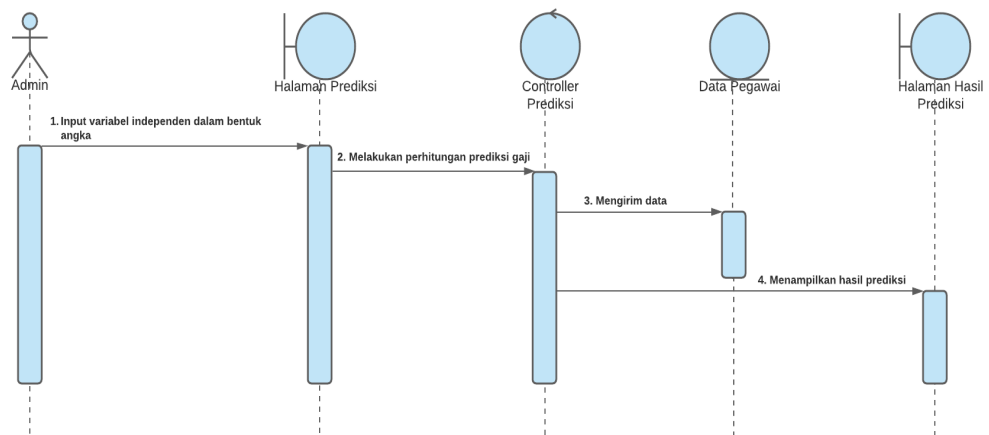 Admin
Halaman Prediksi
Controller
Prediksi
Data Pegawai
Halaman Hasil
Prediksi
1. Input variabel independen dalam bentuk
angka
2. Melakukan perhitungan prediksi gaji
3. Mengirim data
4. Menampilkan hasil prediksi